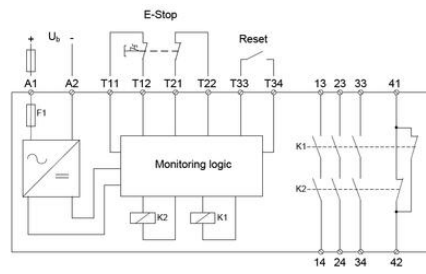 E-Stop
+ Ub -
Reset
A1 A2 T11 T12 T21 T22 T33 T34 13 23 33 41
F1
K1
Monitoring logic
K2
K2 K1
14 24 34 42